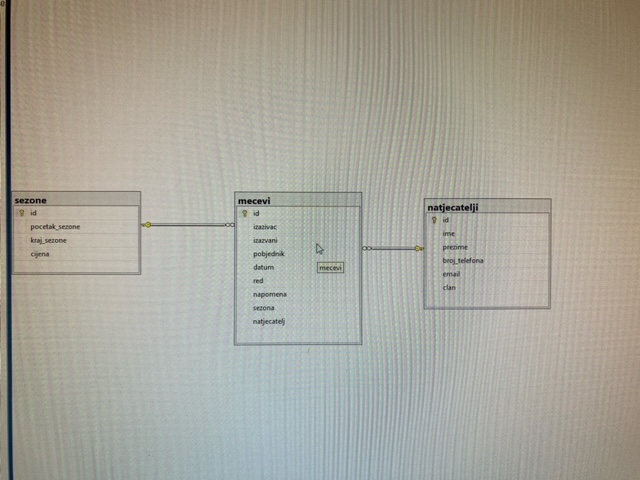 sezone
id
pocetak_sezone
kraj_sezone
cijena
mecevi
id
izazivac
izazvani
pobjednik
datum
red
napomena
sezona
natjecatelj
mecevi
natjecatelji
id
ime
prezime
broj_telefona
email
clan